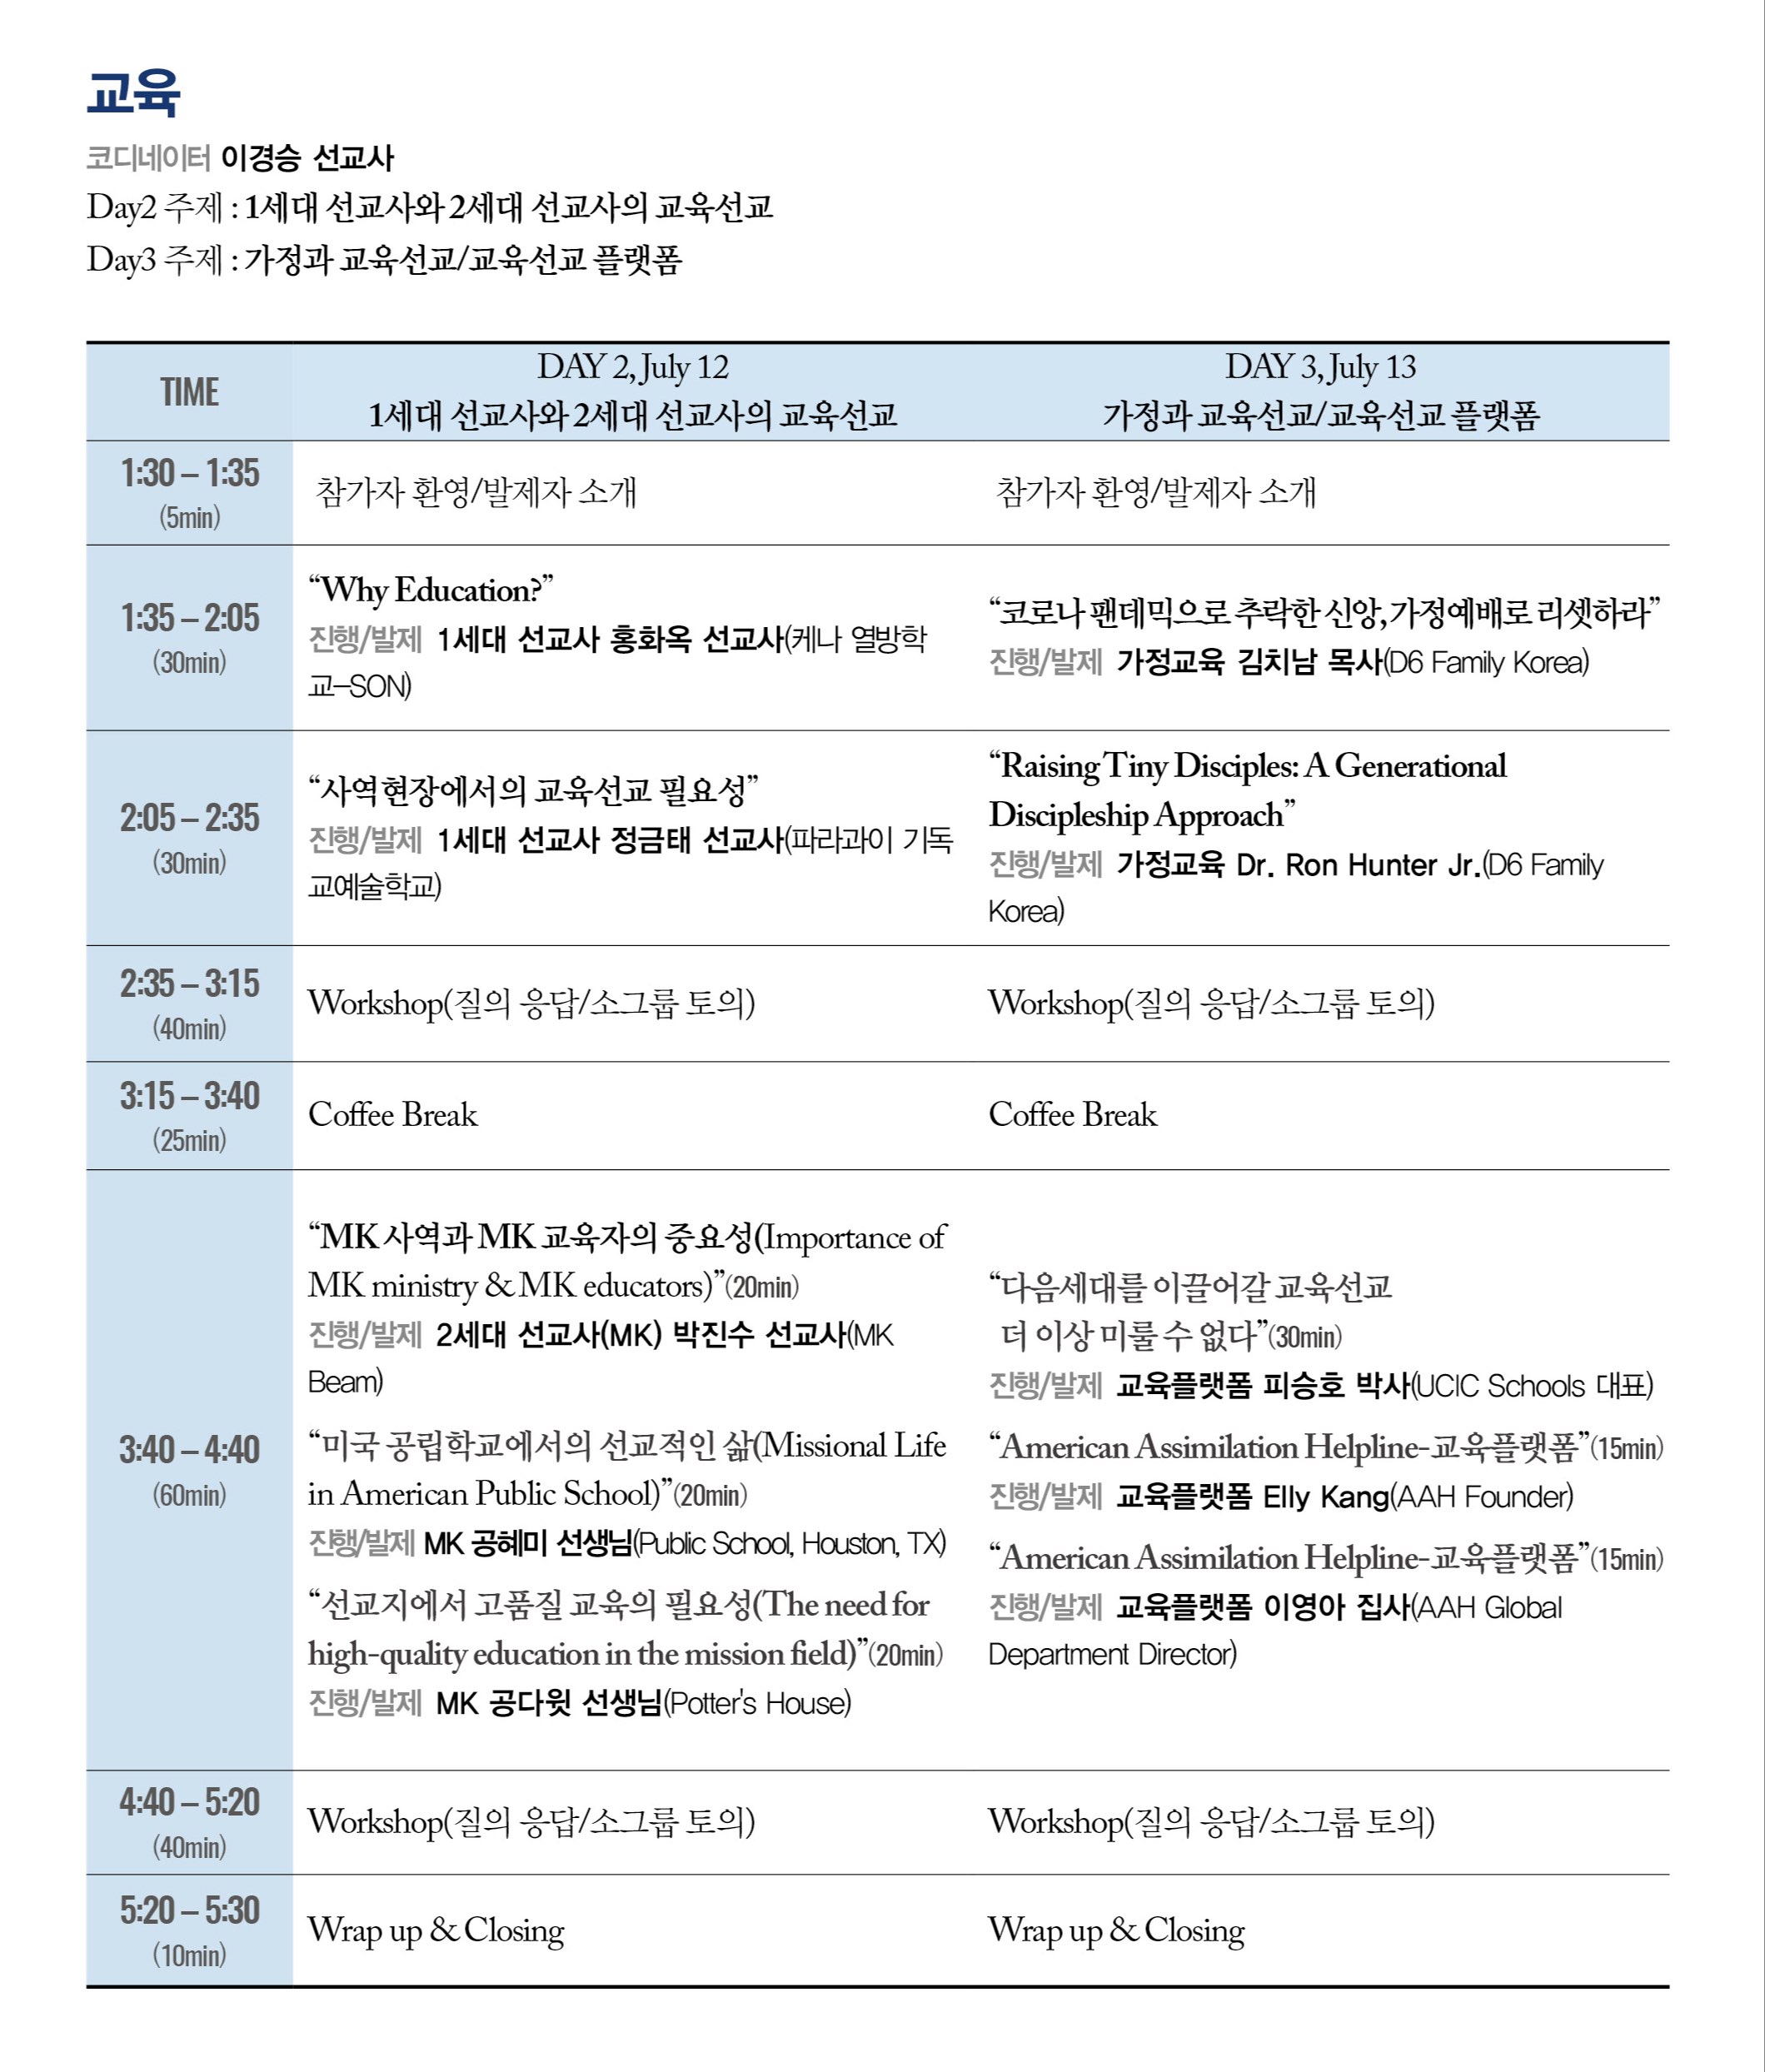 교육
코디네이터 이경승 선교사
Day2 주제 : 1세대 선교사와 2세대 선교사의 교육선교
Day3 주제 : 가정과 교육선교/교육선교 플랫폼
TIME
DAY 2, July 12
1세대 선교사와 2세대 선교사의 교육선교
DAY 3, July 13
가정과 교육선교/교육선교 플랫폼
1:30 – 1:35
(5min)
참가자 환영/발제자 소개
참가자 환영/발제자 소개
1:35 – 2:05
(30min)
“Why Education?”
진행/발제 1세대 선교사 홍화옥 선교사(케냐 열방학
교–SON)
“코로나 팬데믹으로 추락한 신앙, 가정예배로 리셋하라”
진행/발제 가정교육 김치남 목사(D6 Family Korea)
2:05 – 2:35
(30min)
“사역현장에서의 교육선교 필요성”
진행/발제 1세대 선교사 정금태 선교사(파라과이 기독
교예술학교)
“Raising Tiny Disciples: A Generational
Discipleship Approach”
진행/발제 가정교육 Dr. Ron Hunter Jr.(D6 Family
Korea)
2:35 – 3:15
(40min)
Workshop(질의 응답/소그룹 토의)
Workshop(질의 응답/소그룹 토의)
3:15 – 3:40
(25min)
Coffee Break
Coffee Break
3:40 – 4:40
(60min)
“MK 사역과 MK 교육자의 중요성(Importance of
MK ministry & MK educators)”(20min)
진행/발제 2세대 선교사(MK) 박진수 선교사(MK
Beam)
“미국 공립학교에서의 선교적인 삶(Missional Life
in American Public School)”(20min)
진행/발제 MK 공혜미 선생님(Public School, Houston, TX)
“선교지에서 고품질 교육의 필요성(The need for
high-quality education in the mission field)”(20min)
진행/발제 MK 공다윗 선생님(Potter's House)
“다음세대를 이끌어갈 교육선교
더 이상 미룰 수 없다”(30min)
진행/발제 교육플랫폼 피승호 박사(UCIC Schools 대표)
“American Assimilation Helpline-교육플랫폼”(15min)
진행/발제 교육플랫폼 Elly Kang(AAH Founder)
“American Assimilation Helpline-교육플랫폼”(15min)
진행/발제 교육플랫폼 이영아 집사(AAH Global
Department Director)
4:40 – 5:20
(40min)
Workshop(질의 응답/소그룹 토의)
Workshop(질의 응답/소그룹 토의)
5:20 – 5:30
(10min)
Wrap up & Closing
Wrap up & Closing